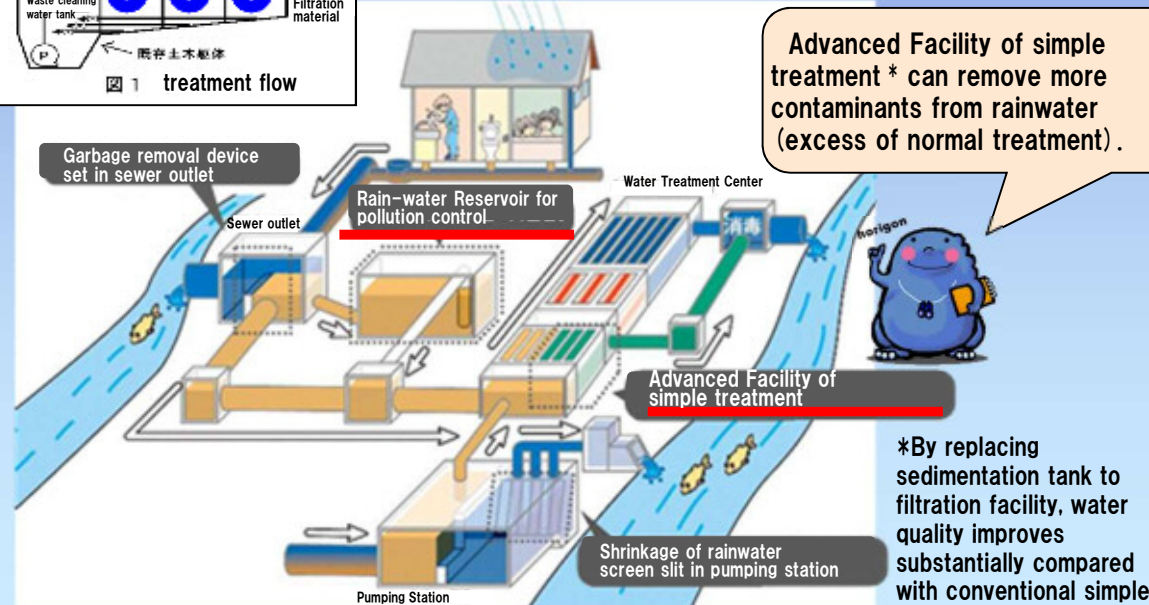 waste cleaning
water tank
Filtration
material
P
既存土木躯体
図1 treatment flow
Advanced Facility of simple
treatment * can remove more
contaminants from rainwater
(excess of normal treatment).
Garbage removal device
set in sewer outlet
Sewer outlet
Rain-water Reservoir for
pollution control
Water Treatment Center
消毒
horigon
Advanced Facility of
simple treatment
*By replacing
sedimentation tank to
filtration facility, water
quality improves
substantially compared
with conventional simple
Shrinkage of rainwater
screen slit in pumping station
Pumping Station